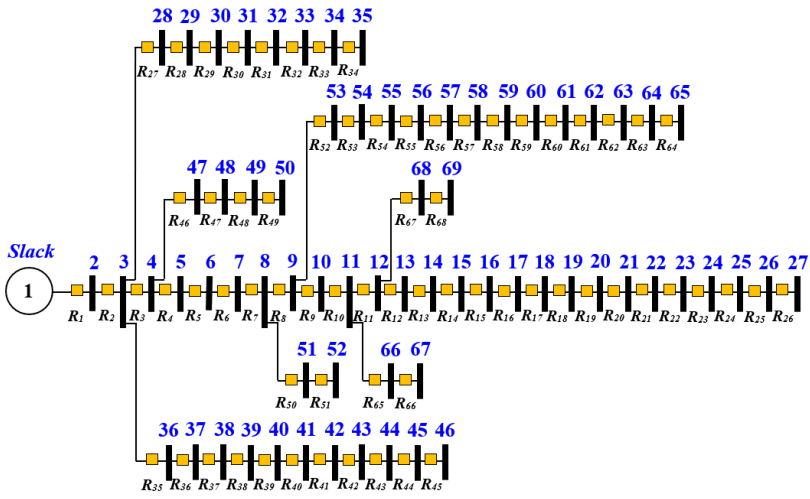 28 29 30 31 32 33 34 35
R27 R28 R29 R30 R31 R32 R33 R34
53 54 55 56 57 58 59 60 61 62 63 64 65
R52 R53 R54 R55 R56 R57 R58 R59 R60 R61 R62 R63 R64
47 48 49 50
68 69
R46 R47 R48 R49
R67 R68
Slack
1
2 3 4 5 6 7 8 9 10 11 12 13 14 15 16 17 18 19 20 21 22 23 24 25 26 27
R1 R2 R3 R4 R5 R6 R7 R8 R9 R10 R11 R12 R13 R14 R15 R16 R17 R18 R19 R20 R21 R22 R23 R24 R25 R26
51 52
66 67
R50 R51
R65 R66
36 37 38 39 40 41 42 43 44 45 46
R35 R36 R37 R38 R39 R40 R41 R42 R43 R44 R45